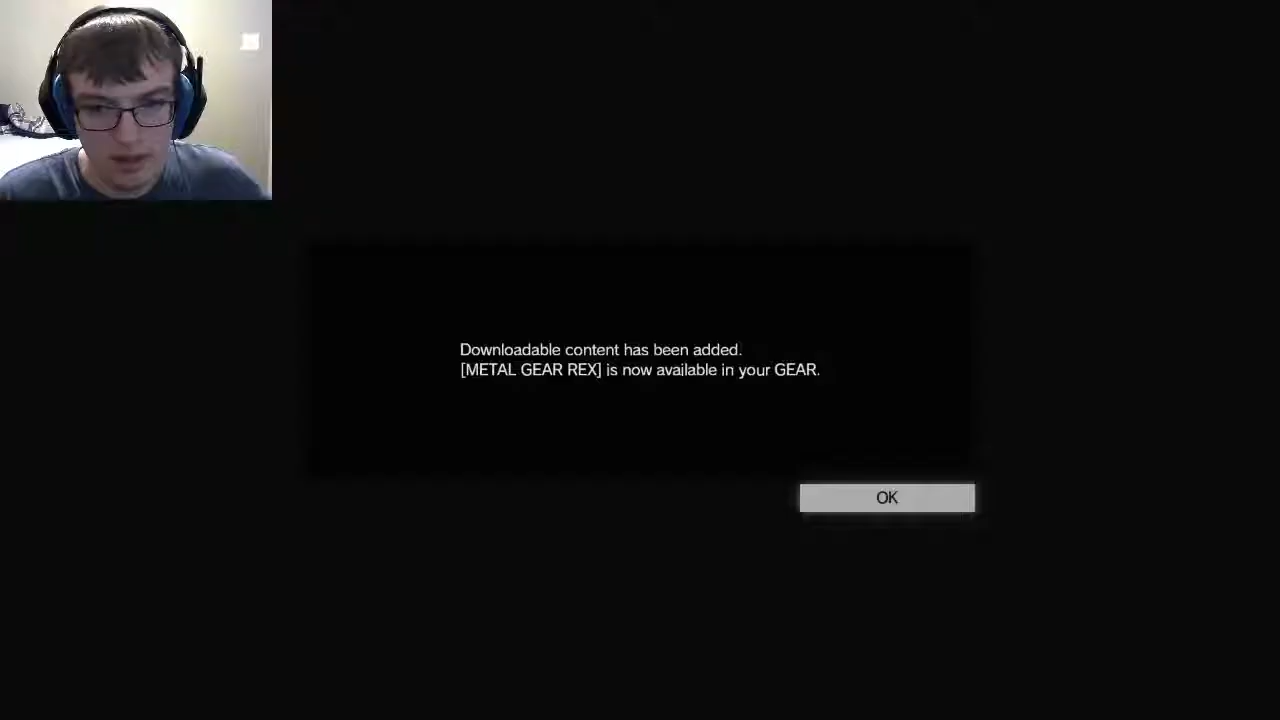 Downloadable content has been added.
[METAL GEAR REX] is now available in your GEAR.
OK